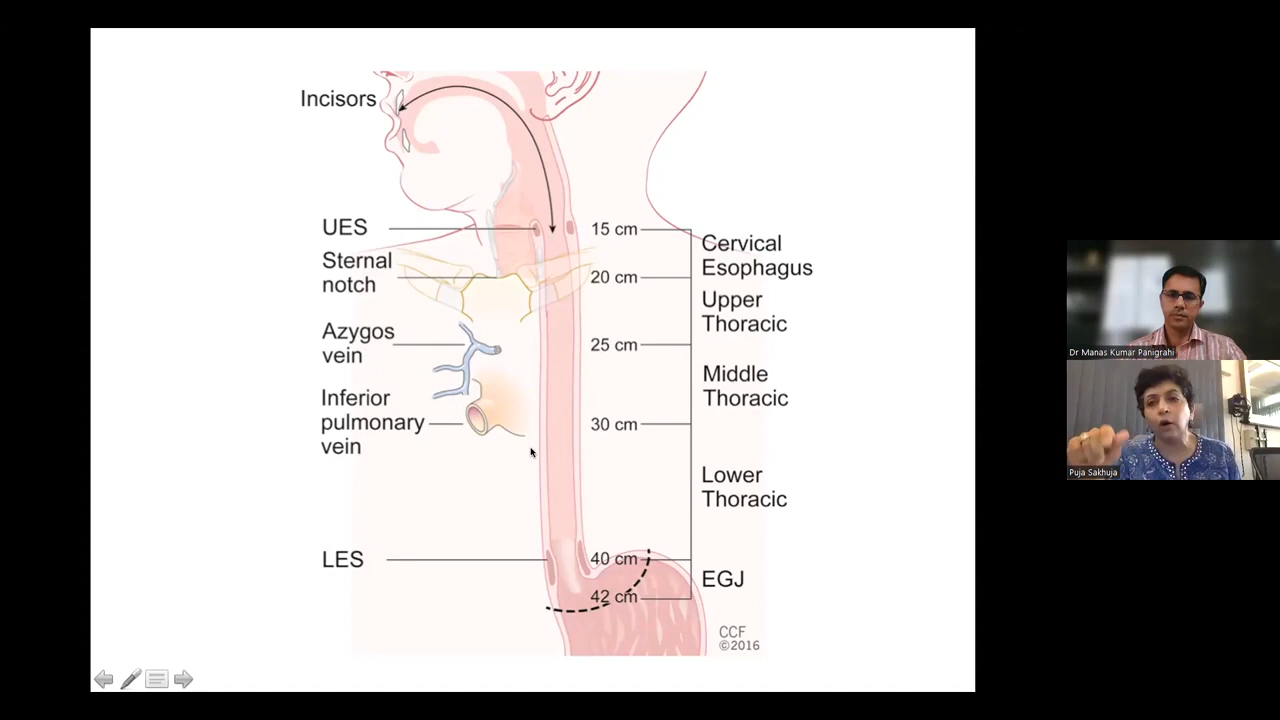 Incisors
UES
Sternal
notch
Azygos
vein
Inferior
pulmonary
vein
LES
15 cm
20 cm
25 cm
30 cm
40 cm
42 cm
Cervical
Esophagus
Upper
Thoracic
Middle
Thoracic
Lower
Thoracic
EGJ
CCF
©2016
Dr Manas Kumar Panigrahi
Puja Sakhuja